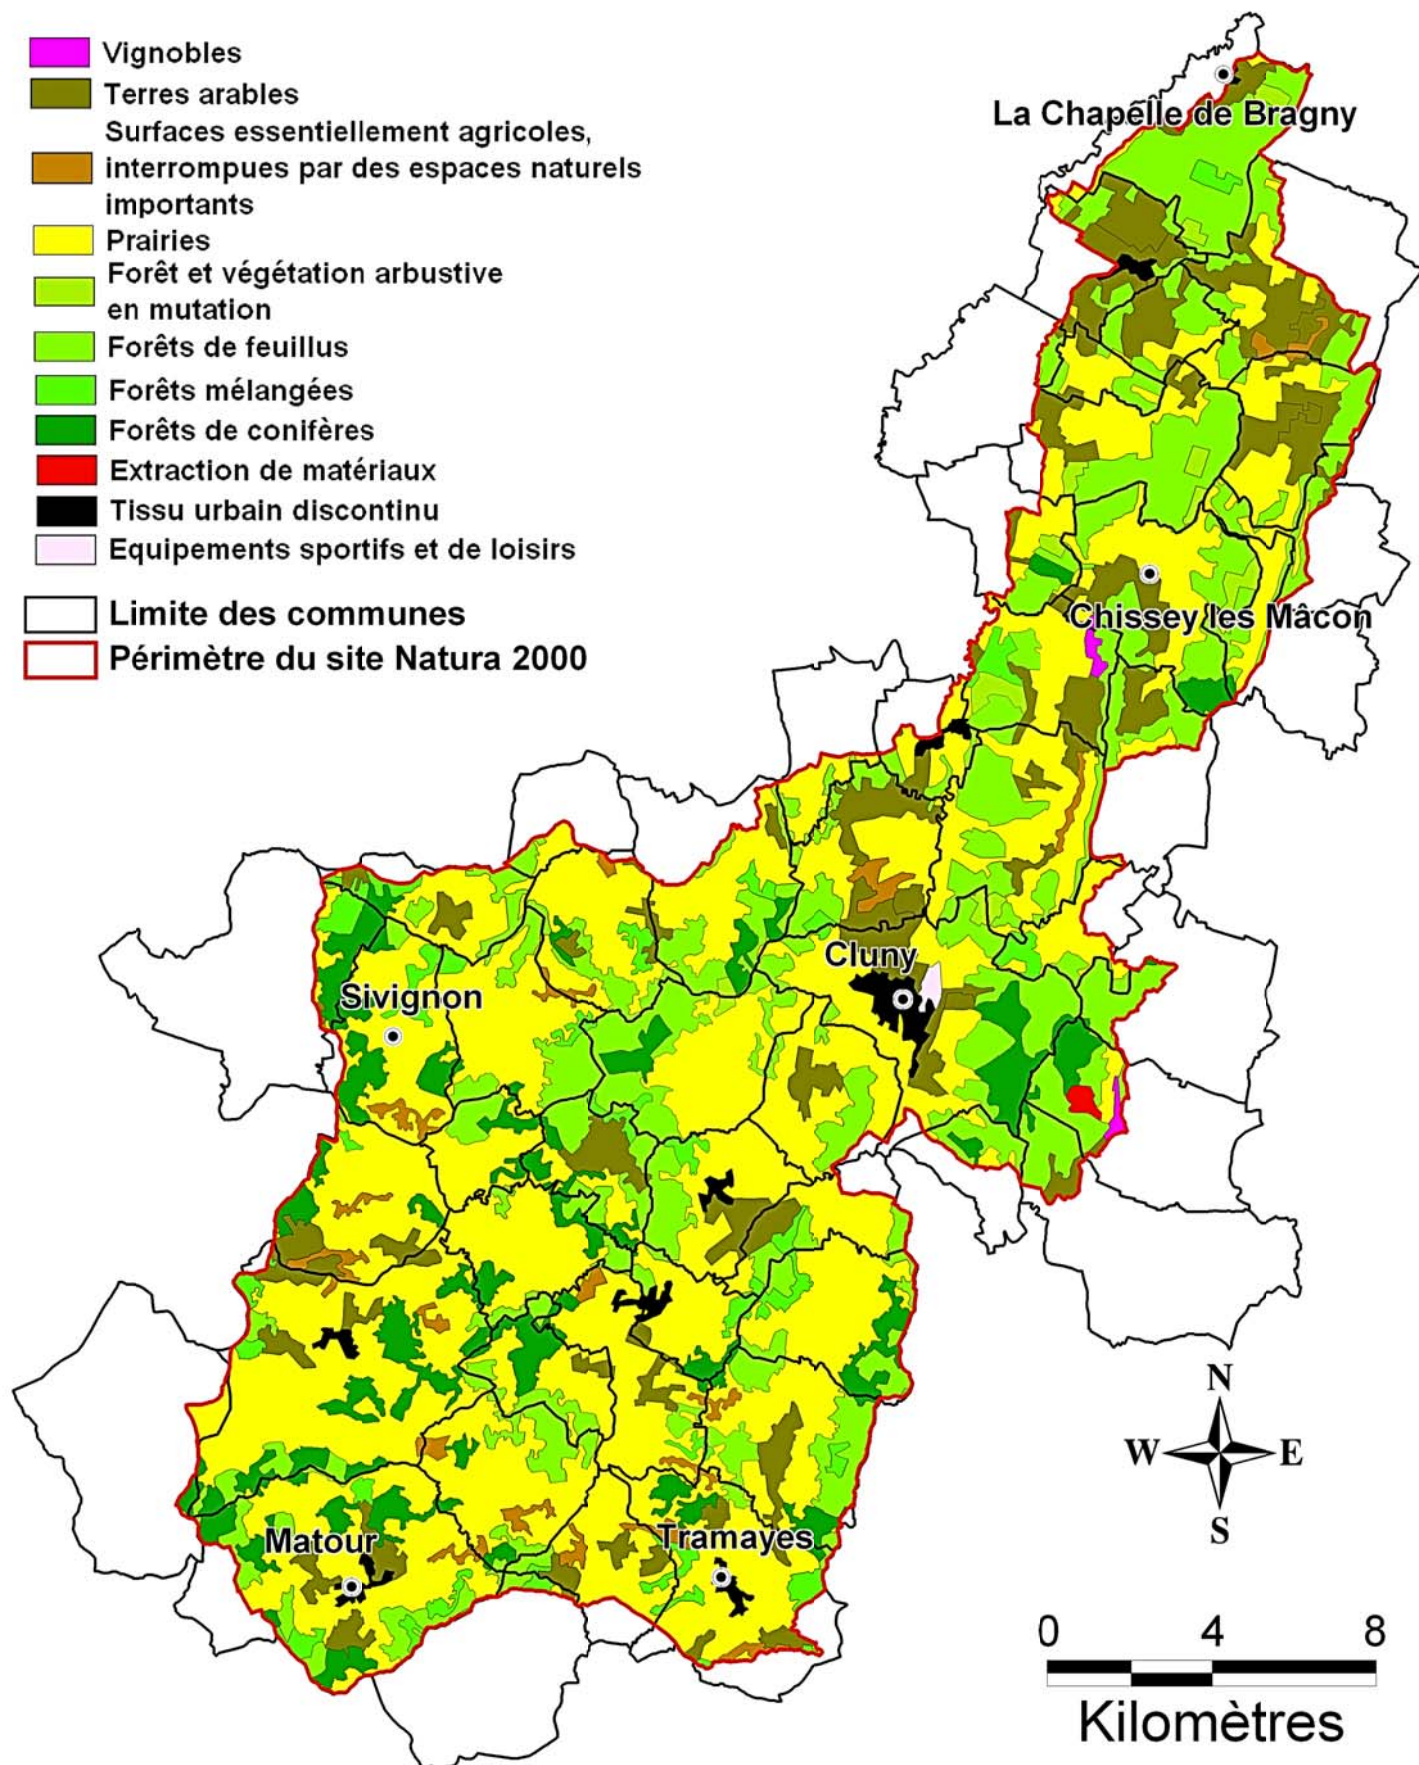 Vignobles
Terres arables
Surfaces essentiellement agricoles,
interrompues par des espaces naturels
importants
Prairies
Forêt et végétation arbustive
en mutation
Forêts de feuillus
Forêts mélangées
Forêts de conifères
Extraction de matériaux
Tissu urbain discontinu
Equipements sportifs et de loisirs
Limite des communes
Périmètre du site Natura 2000
La Chapelle de Bragny
Chissey les Mâcon
Cluny
Sivignon
Matour
Tramayes
N
W E
S
0 4 8
Kilomètres